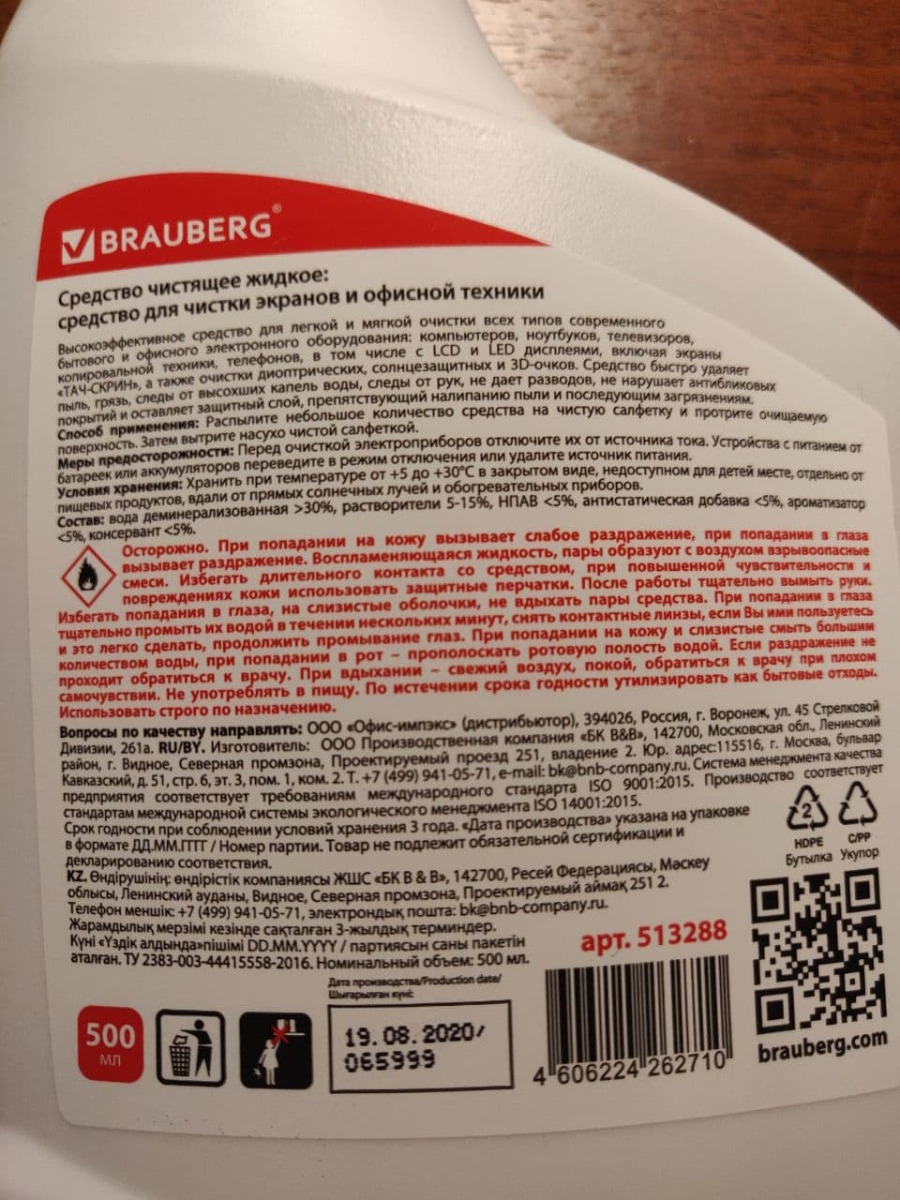 BRAUBERG®
Средство чистящее жидкое:
средство для чистки экранов и офисной техники
Высокоэффективное средство для легкой и мягкой очистки всех типов современного
бытового и офисного электронного оборудования: компьютеров, ноутбуков, телевизоров,
копировальной техники, телефонов, в том числе с LCD и LED дисплеями, включая экраны
«ТАЧ-СКРИН», а также очистки диоптрических, солнцезащитных и 3D-очков. Средство быстро удаляет
пыль, грязь, следы от высохших капель воды, следы от рук, не дает разводов, не нарушает антибликовых
покрытий и оставляет защитный слой, препятствующий налипанию пыли и последующим загрязнениям.
Способ применения: Распылите небольшое количество средства на чистую салфетку и протрите очищаемую
поверхность. Затем вытрите насухо чистой салфеткой.
Меры предосторожности: Перед очисткой электроприборов отключите их от источника тока. Устройства с питанием от
батареек или аккумуляторов переведите в режим отключения или удалите источник питания.
Условия хранения: Хранить при температуре от +5 до +30°С в закрытом виде, недоступном для детей месте, отдельно от
пищевых продуктов, вдали от прямых солнечных лучей и обогревательных приборов.
Состав: вода деминерализованная >30%, растворители 5-15%, НПАВ <5%, антистатическая добавка <5%, ароматизатор
<5%, консервант <5%.
Осторожно. При попадании на кожу вызывает слабое раздражение, при попадании в глаза
вызывает раздражение. Воспламеняющаяся жидкость, пары образуют с воздухом взрывоопасные
смеси. Избегать длительного контакта со средством, при повышенной чувствительности и
повреждениях кожи использовать защитные перчатки. После работы тщательно вымыть руки.
Избегать попадания в глаза, на слизистые оболочки, не вдыхать пары средства. При попадании в глаза
тщательно промыть их водой в течении нескольких минут, снять контактные линзы, если Вы ими пользуетесь
и это легко сделать, продолжить промывание глаз. При попадании на кожу и слизистые смыть большим
количеством воды, при попадании в рот – прополоскать ротовую полость водой. Если раздражение не
проходит обратиться к врачу. При вдыхании – свежий воздух, покой, обратиться к врачу при плохом
самочувствии. Не употреблять в пищу. По истечении срока годности утилизировать как бытовые отходы.
Использовать строго по назначению.
Вопросы по качеству направлять: ООО «Офис-импэкс» (дистрибьютор), 394026, Россия, г. Воронеж, ул. 45 Стрелковой
Дивизии, 261а. RU/BY. Изготовитель: ООО Производственная компания «БК В&В», 142700, Московская обл., Ленинский
район, г. Видное, Северная промзона, Проектируемый проезд 251, владение 2. Юр. адрес:115516, г. Москва, бульвар
Кавказский, д. 51, стр. 6, эт. 3, пом. 1, ком. 2. Т. +7 (499) 941-05-71, e-mail: bk@bnb-company.ru. Система менеджмента качества
предприятия соответствует требованиям международного стандарта ISO 9001:2015. Производство соответствует
стандартам международной системы экологического менеджмента ISO 14001:2015.
Срок годности при соблюдении условий хранения 3 года. «Дата производства» указана на упаковке
в формате ДД.ММ.ГГГГ / Номер партии. Товар не подлежит обязательной сертификации и
декларированию соответствия.
KZ. Өндірушінің: өндірістік компаниясы ЖШС «БК В & В», 142700, Ресей Федерациясы, Мәскеу
облысы, Ленинский ауданы, Видное, Северная промзона, Проектируемый аймақ 251 2.
Телефон меншік: +7 (499) 941-05-71, электрондық пошта: bk@bnb-company.ru.
Жарамдылық мерзімі кезінде сақталған 3-жылдық терминдер.
Күні «Үздік алдында»пішімі DD.MM.YYYY / партиясын саны пакетін
аталған. ТУ 2383-003-44415558-2016. Номинальный объем: 500 мл.
2
HDPE
Бутылка
5
C/PP
Укупор
арт. 513288
Дата производства/Production date/
Шығарылған күні:
19.08.2020/
065999
500
МЛ
4 606224 262710
brauberg.com